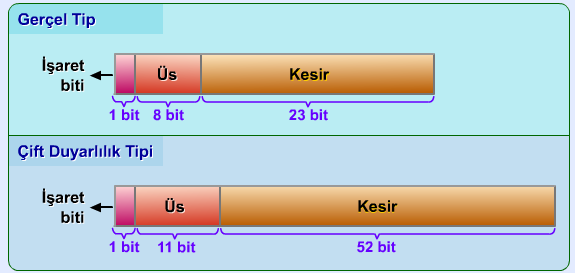 Gerçel Tip
İşaret
biti
Üs
Kesir
1 bit
8 bit
23 bit
Çift Duyarlılık Tipi
İşaret
biti
Üs
Kesir
1 bit
11 bit
52 bit